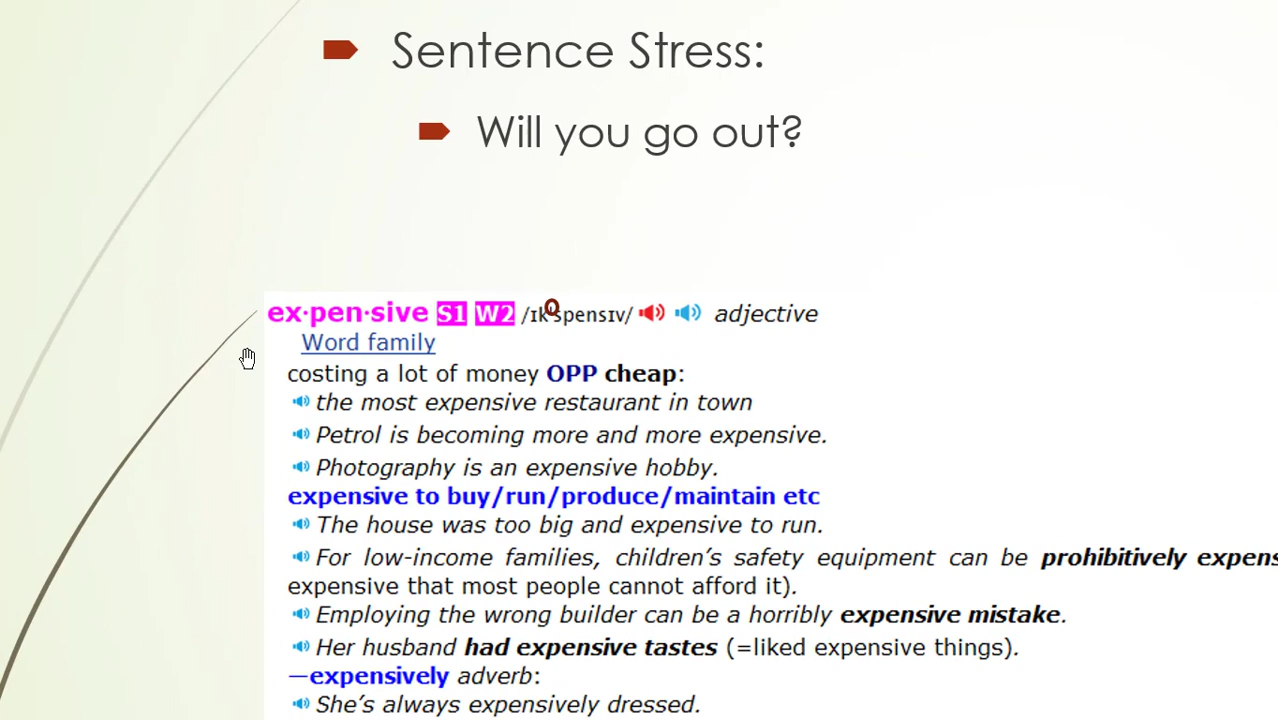 Sentence Stress:
Will you go out?
ex·pen·sive S1 W2 /ɪkˈspensɪv/ adjective
Word family
costing a lot of money OPP cheap:
the most expensive restaurant in town
Petrol is becoming more and more expensive.
Photography is an expensive hobby.
expensive to buy/run/produce/maintain etc
The house was too big and expensive to run.
For low-income families, children’s safety equipment can be prohibitively expens
expensive that most people cannot afford it).
Employing the wrong builder can be a horribly expensive mistake.
Her husband had expensive tastes (=liked expensive things).
—expensively adverb:
She’s always expensively dressed.